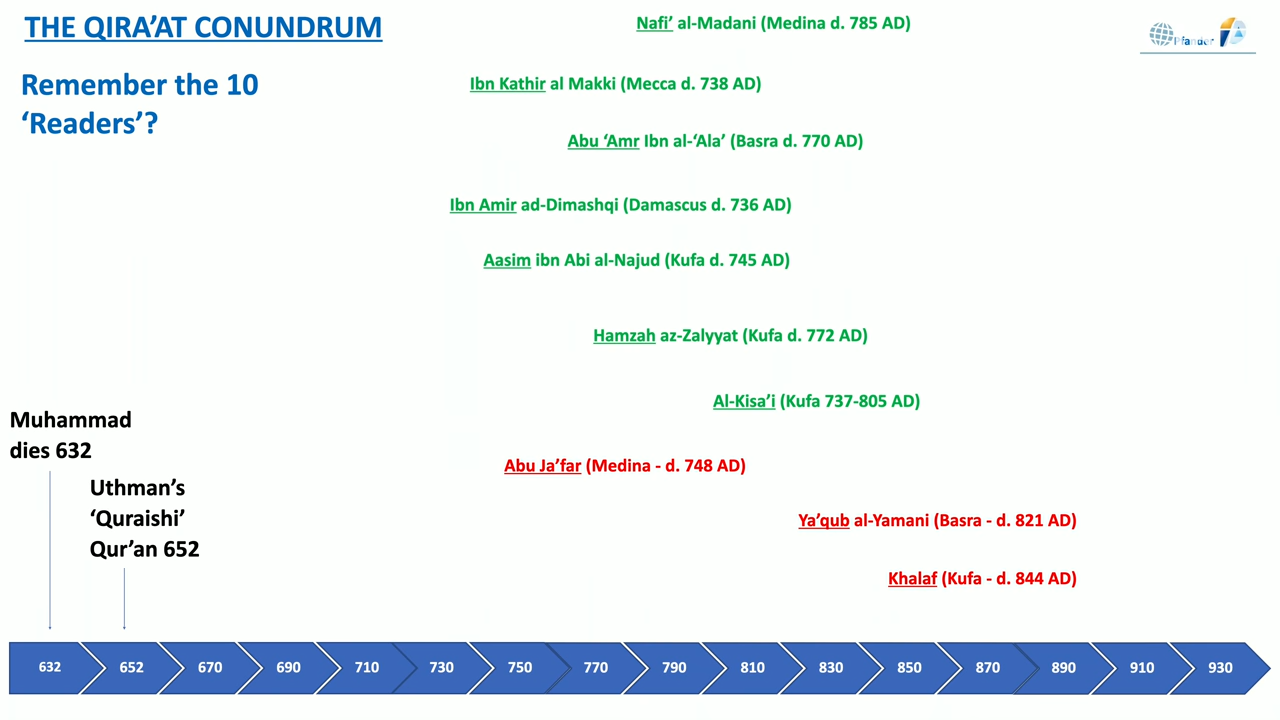 THE QIRA’AT CONUNDRUM
Remember the 10
‘Readers’?
Nafi’ al-Madani (Medina d. 785 AD)
Pfander
Ibn Kathir al Makki (Mecca d. 738 AD)
Abu ‘Amr Ibn al-‘Ala’ (Basra d. 770 AD)
Ibn Amir ad-Dimashqi (Damascus d. 736 AD)
Aasim ibn Abi al-Najud (Kufa d. 745 AD)
Hamzah az-Zalyyat (Kufa d. 772 AD)
Al-Kisa’i (Kufa 737-805 AD)
Abu Ja’far (Medina - d. 748 AD)
Ya’qub al-Yamani (Basra - d. 821 AD)
Khalaf (Kufa - d. 844 AD)
Muhammad
dies 632
Uthman’s
‘Quraishi’
Qur’an 652
632 652 670 690 710 730 750 770 790 810 830 850 870 890 910 930